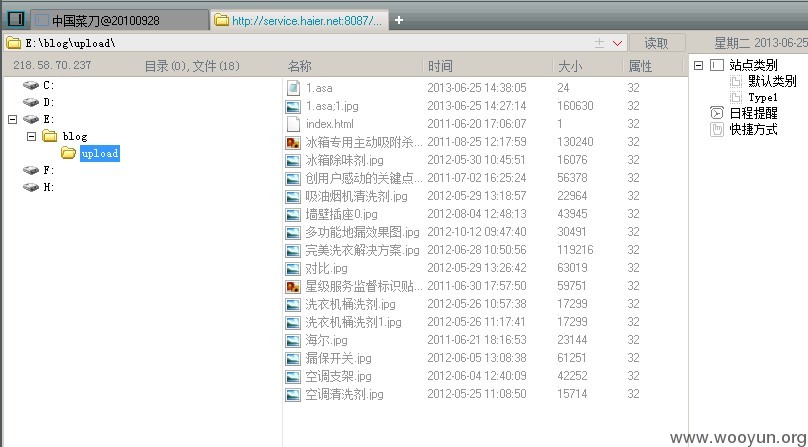 中国菜刀@20100928 http://service.haier.net:8087/... +
E:\blog\upload\ 读取 星期二 2013-06-25
218.58.70.237 目录(0),文件(18) 名称 时间 大小 属性
C:
D:
E:
blog
upload
F:
H:
1.asa 2013-06-25 14:38:05 24 32
1.asa;1.jpg 2013-06-25 14:27:14 160630 32
index.html 2011-06-20 17:06:07 1 32
冰箱专用主动吸附杀... 2011-08-25 12:17:59 130240 32
冰箱除味剂.jpg 2012-05-30 10:45:51 16076 32
创用户感动的关键点... 2011-07-02 16:25:24 56378 32
吸油烟机清洗剂.jpg 2012-05-29 13:18:57 22964 32
墙壁插座0.jpg 2012-08-04 12:48:13 43945 32
多功能地漏效果图.jpg 2012-10-12 09:47:40 30491 32
完美洗衣解决方案.jpg 2012-06-28 10:50:56 119216 32
对比.jpg 2012-05-29 13:26:42 63019 32
星级服务监督标识贴... 2011-06-30 17:57:50 59751 32
洗衣机桶洗剂.jpg 2012-05-26 10:57:38 17299 32
洗衣机桶洗剂1.jpg 2012-05-26 11:17:41 17299 32
海尔.jpg 2011-06-21 18:16:53 23144 32
漏保开关.jpg 2012-06-05 13:08:38 61251 32
空调支架.jpg 2012-06-04 12:40:09 42252 32
空调清洗剂.jpg 2012-05-25 11:08:50 15714 32
站点类别
默认类别
Type1
日程提醒
快捷方式
www.wooyun.org